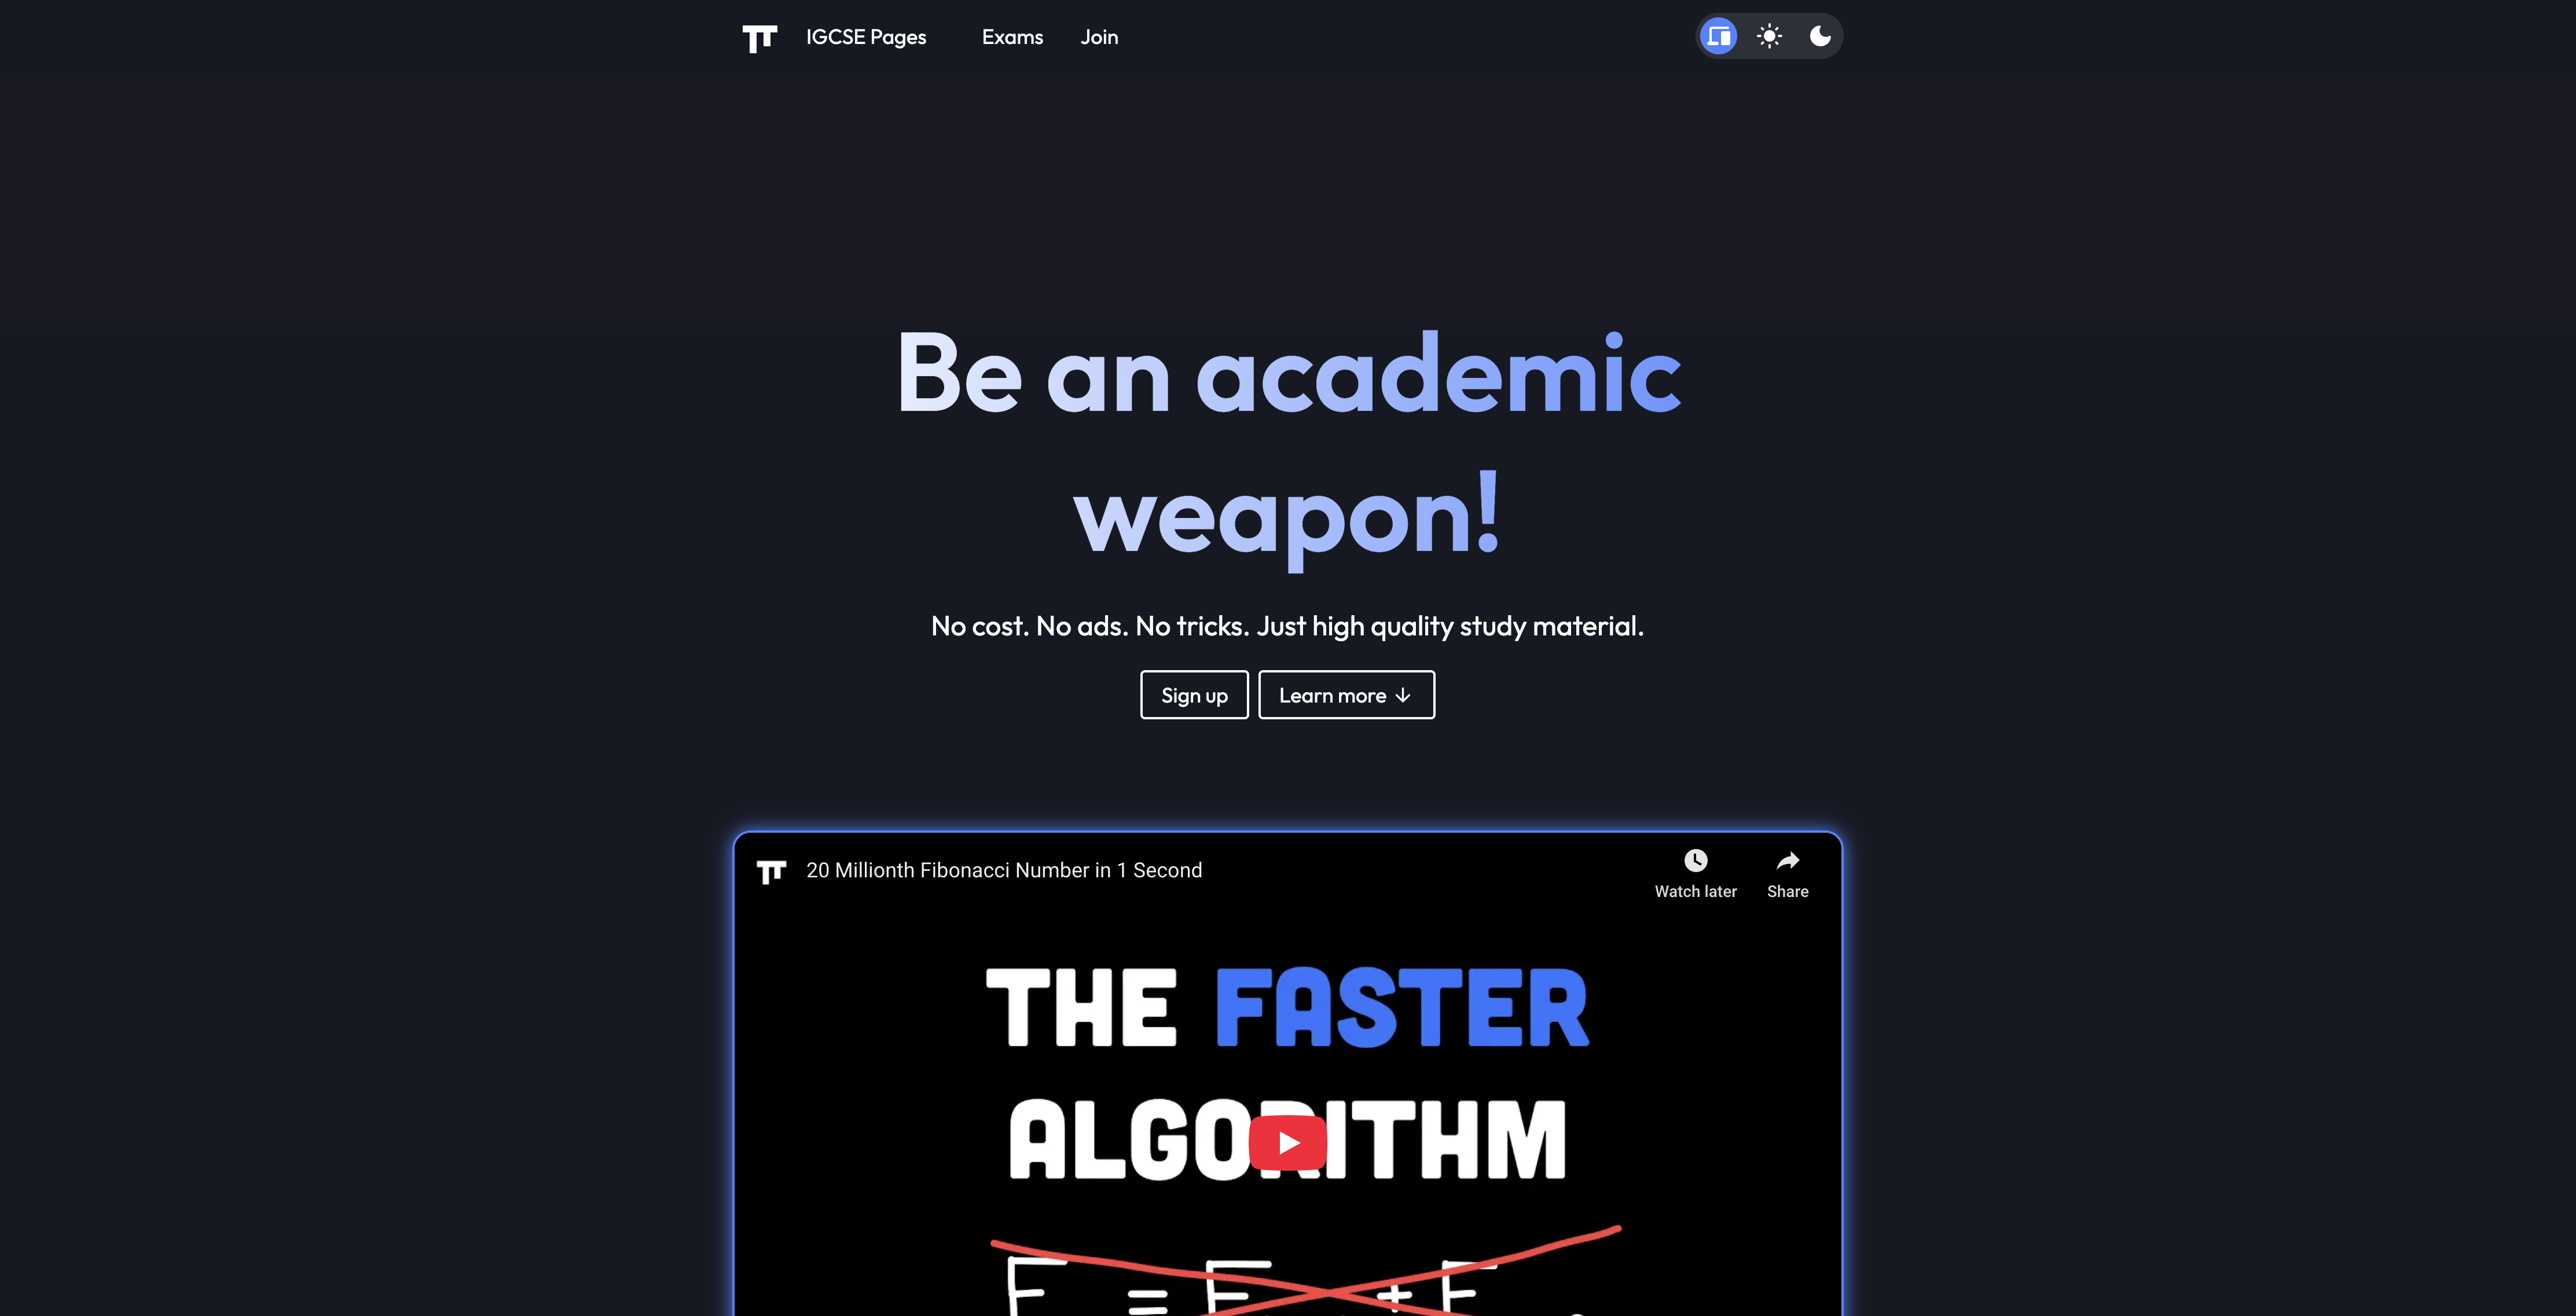 IGCSE Pages
Exams
Join
Be an academic
weapon!
No cost. No ads. No tricks. Just high quality study material.
Sign up
Learn more ↓
20 Millionth Fibonacci Number in 1 Second
Watch later
Share
THE FASTER
ALGORITHM
F = F + F